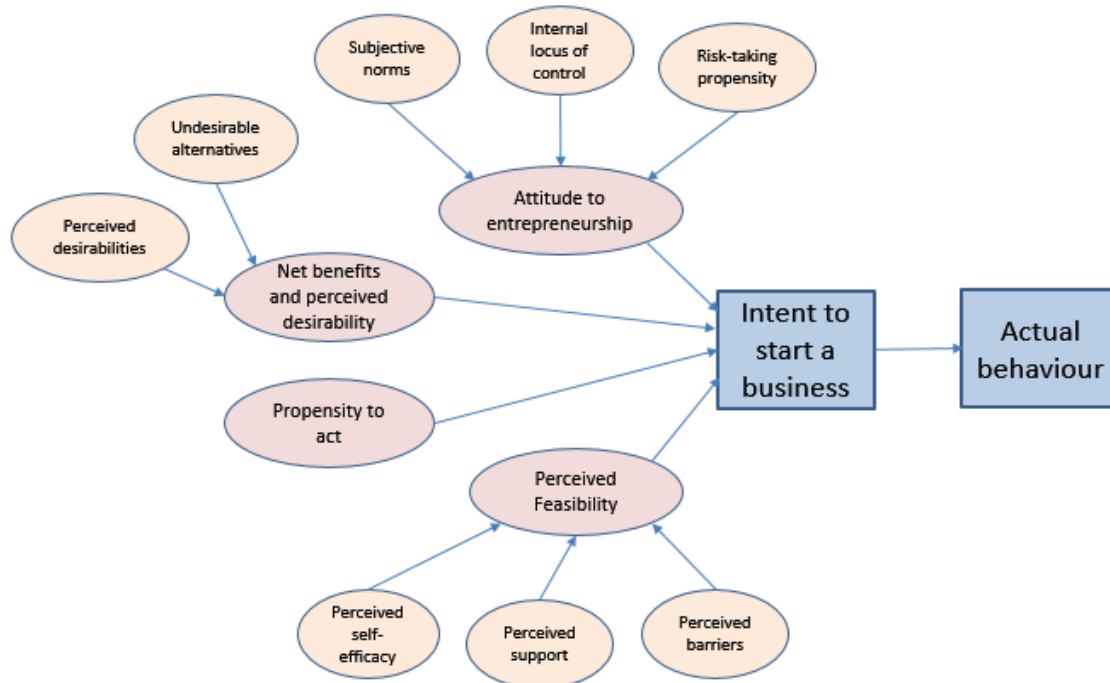 Subjective
norms
Internal
locus of
control
Risk-taking
propensity
Undesirable
alternatives
Perceived
desirabilities
Attitude to
entrepreneurship
Net benefits
and perceived
desirability
Intent to
start a
business
Actual
behaviour
Propensity to
act
Perceived
Feasibility
Perceived
self-
efficacy
Perceived
support
Perceived
barriers